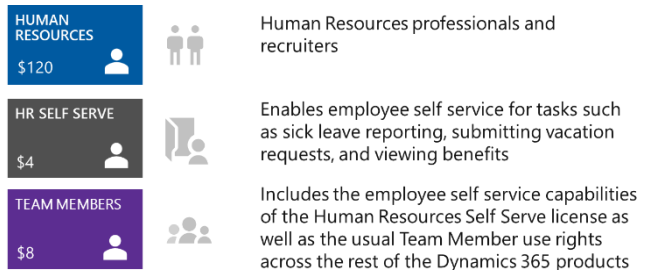 HUMAN
RESOURCES
$120
Human Resources professionals and
recruiters
HR SELF SERVE
$4
Enables employee self service for tasks such
as sick leave reporting, submitting vacation
requests, and viewing benefits
TEAM MEMBERS
$8
Includes the employee self service capabilities
of the Human Resources Self Serve license as
well as the usual Team Member use rights
across the rest of the Dynamics 365 products